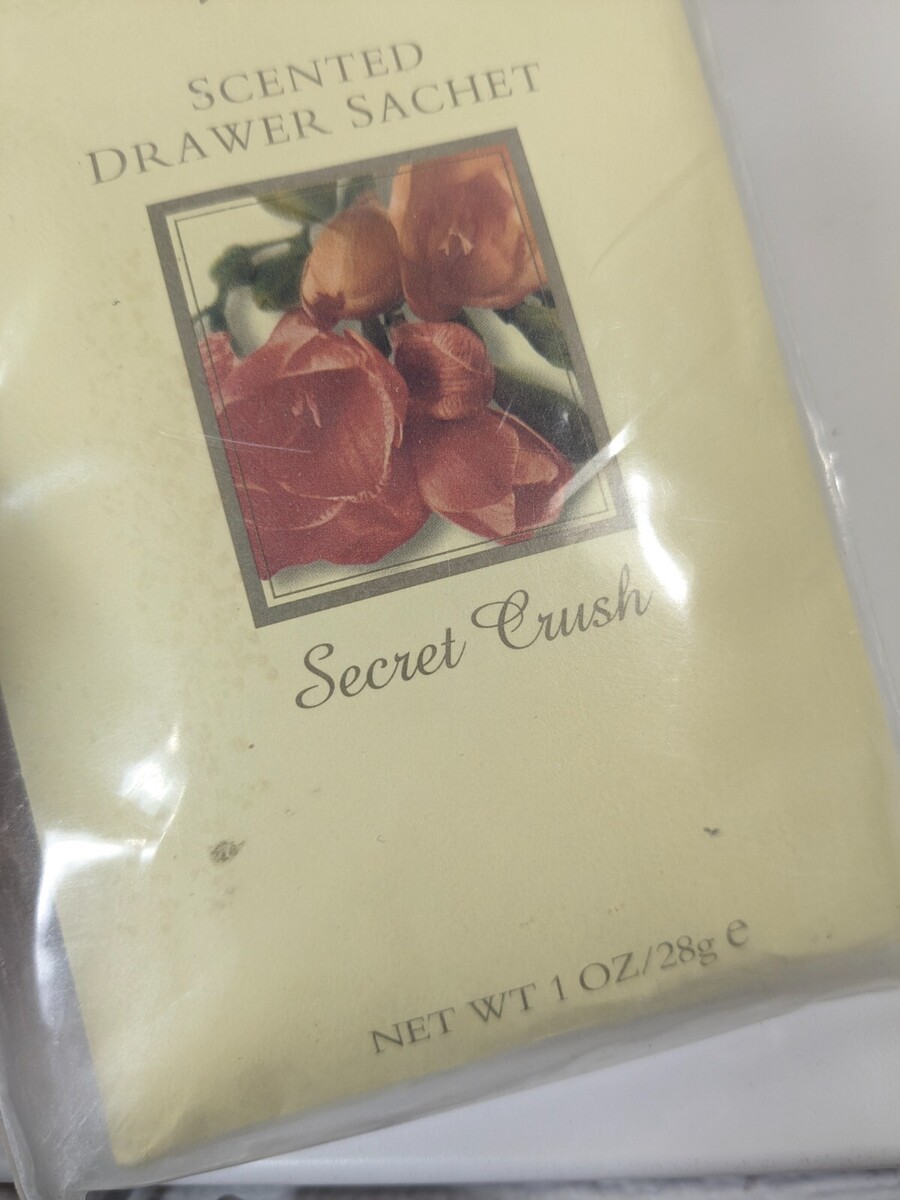 SCENTED
DRAWER SACHET
Secret Crush
NET WT 1 OZ/28g e